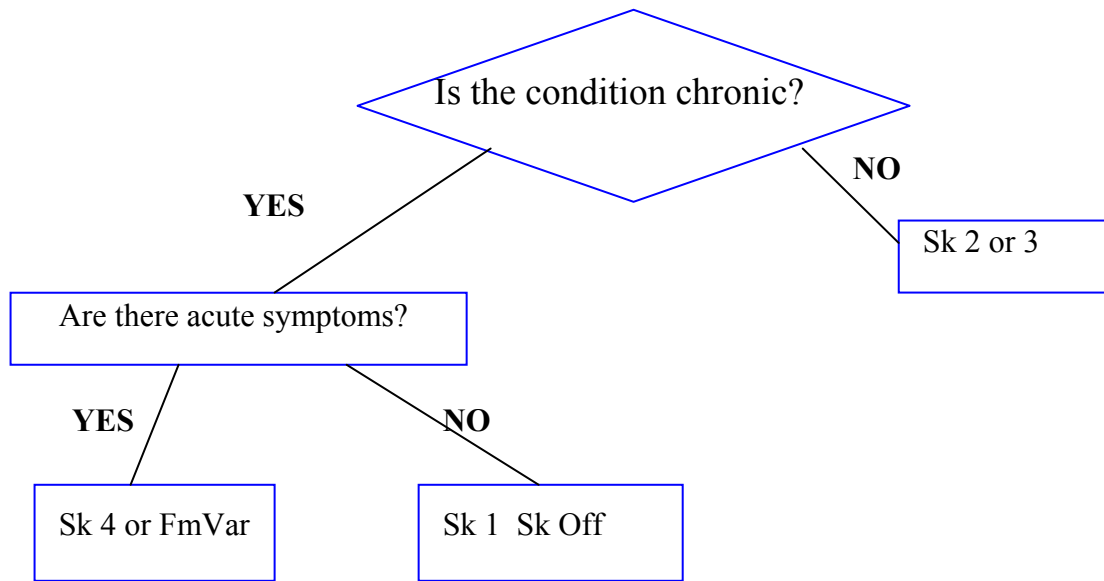 Is the condition chronic?
YES
NO
Sk 2 or 3
Are there acute symptoms?
YES
NO
Sk 4 or FmVar
Sk 1  Sk Off